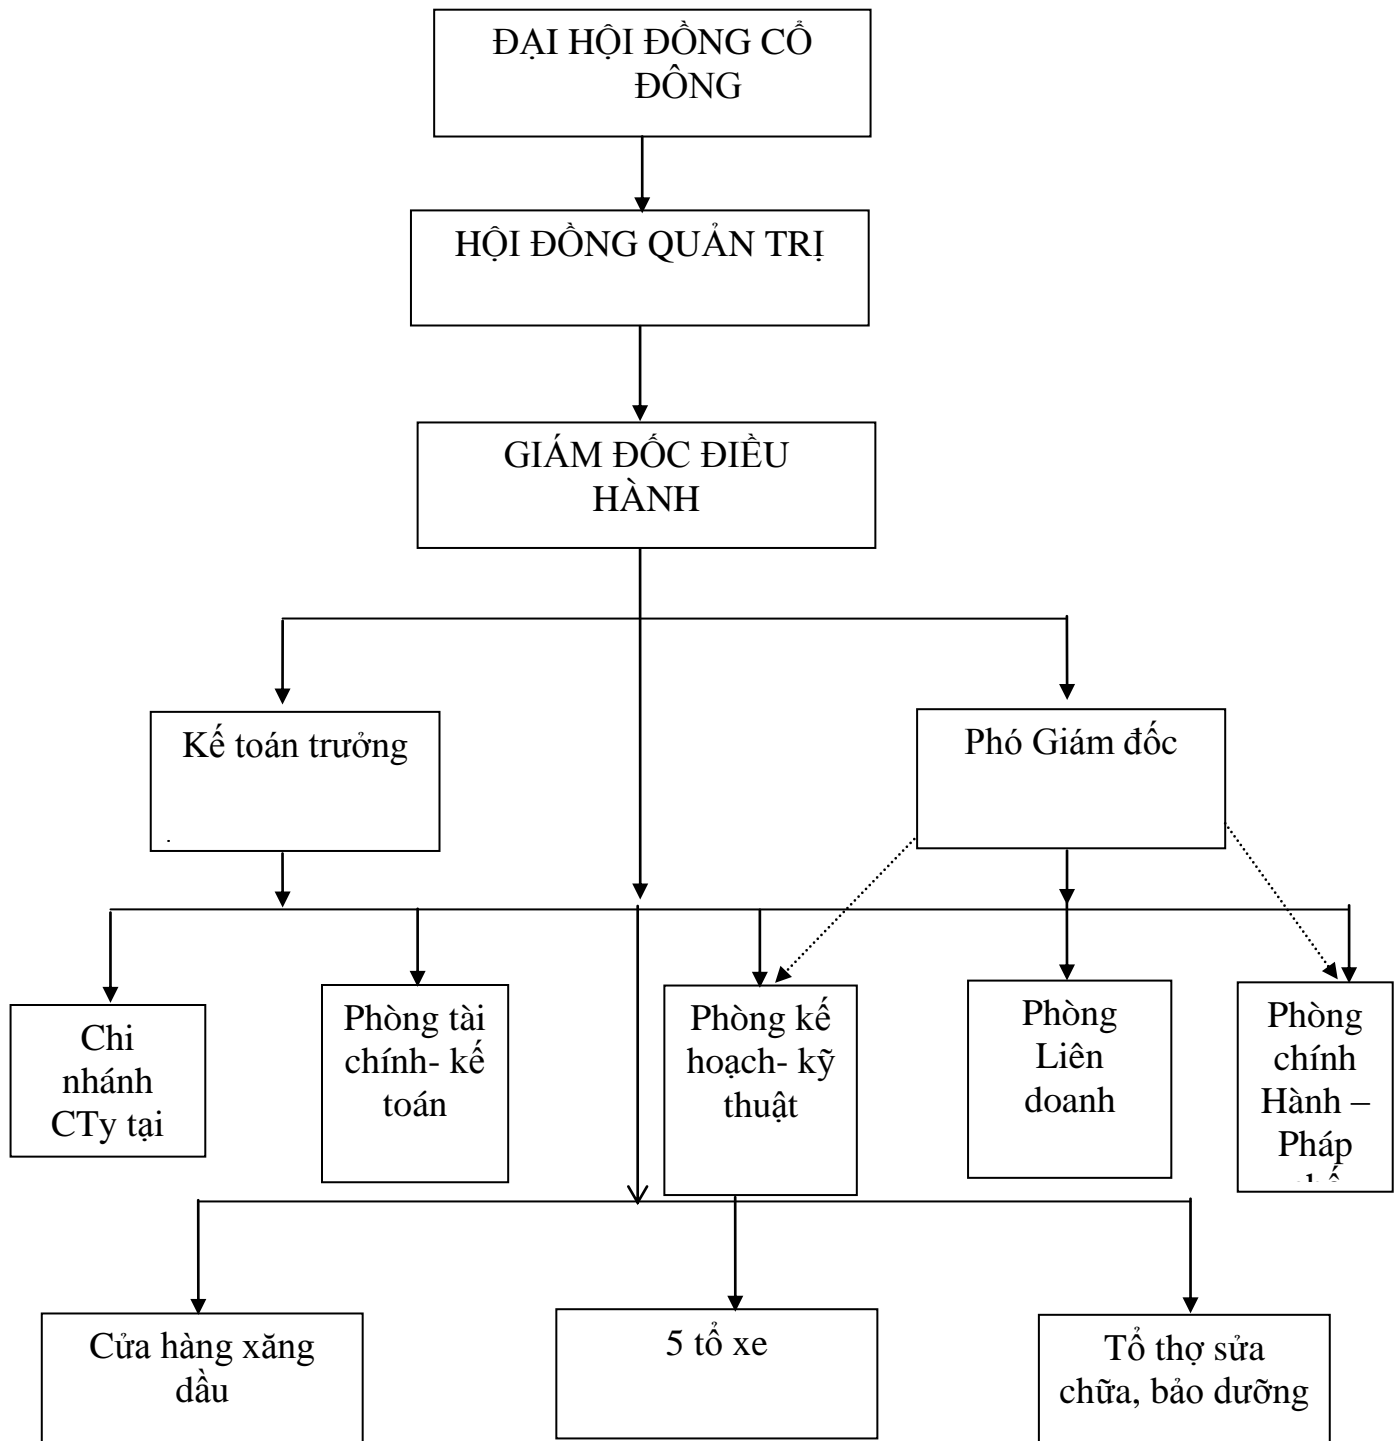 ĐẠI HỘI ĐỒNG CỔ
ĐÔNG
HỘI ĐỒNG QUẢN TRỊ
GIÁM ĐỐC ĐIỀU
HÀNH
Kế toán trưởng
Phó Giám đốc
Chi
nhánh
CTy tại
Phòng tài
chính- kế
toán
Phòng kế
hoạch- kỹ
thuật
Phòng
Liên
doanh
Phòng
chính
Hành –
Pháp
Cửa hàng xăng
dầu
5 tổ xe
Tổ thợ sửa
chữa, bảo dưỡng